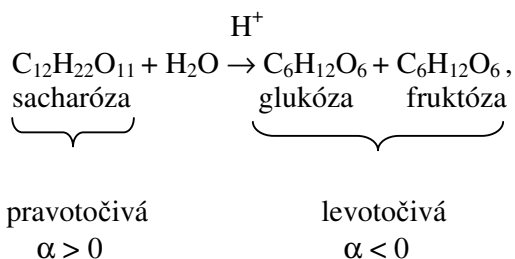 H⁺
C₁₂H₂₂O₁₁ + H₂O → C₆H₁₂O₆ + C₆H₁₂O₆ ,
sacharóza glukóza fruktóza
pravotočivá levotočivá
α > 0 α < 0